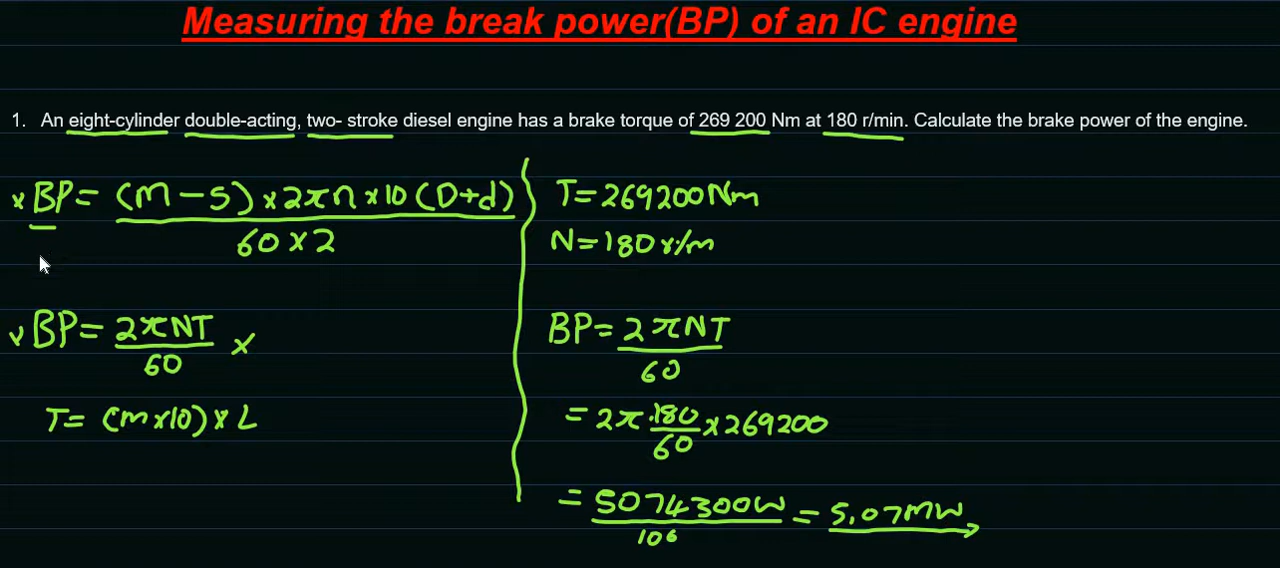 Measuring the break power(BP) of an IC engine
1. An eight-cylinder double-acting, two- stroke diesel engine has a brake torque of 269 200 Nm at 180 r/min. Calculate the brake power of the engine.
× BP = (m - S) × 2πn × 10 (D+d)
60 × 2
BP = 2πNT ×
60
T = (m×10) × L
T = 269200Nm
N = 180 r/m
BP = 2πNT
60
= 2π.180 × 269200
60
= 5074300W = 5,07MW
10⁶